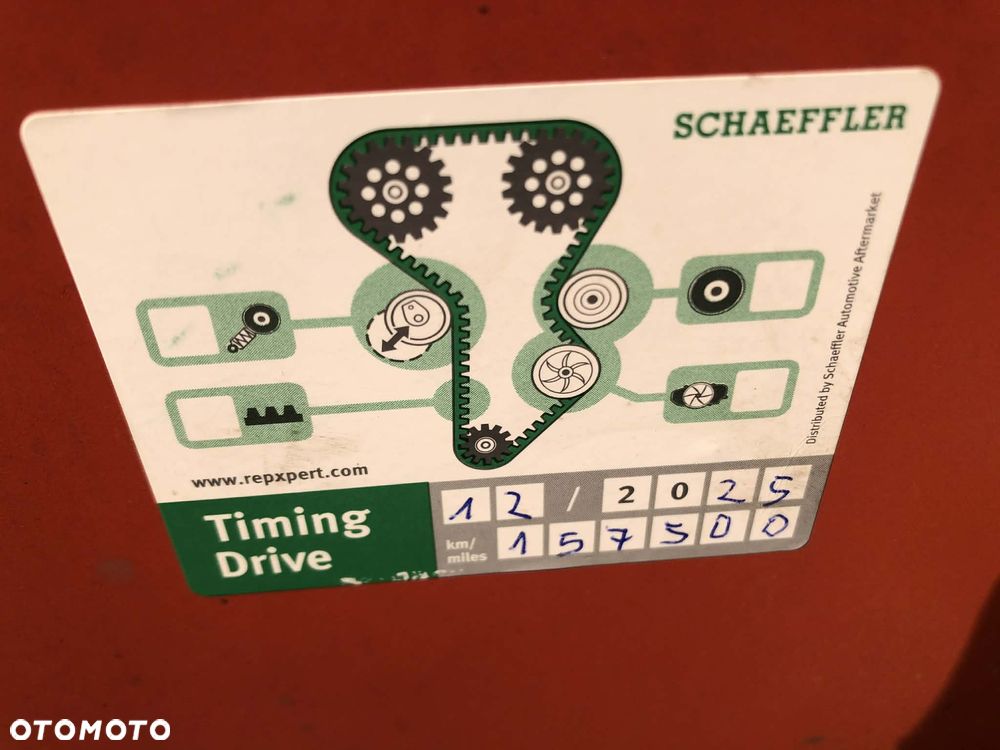 SCHAEFFLER
Distributed by Schaeffler Automotive Aftermarket
www.repxpert.com
Timing
Drive
12 / 2025
km/
miles
157500
OTOMOTO